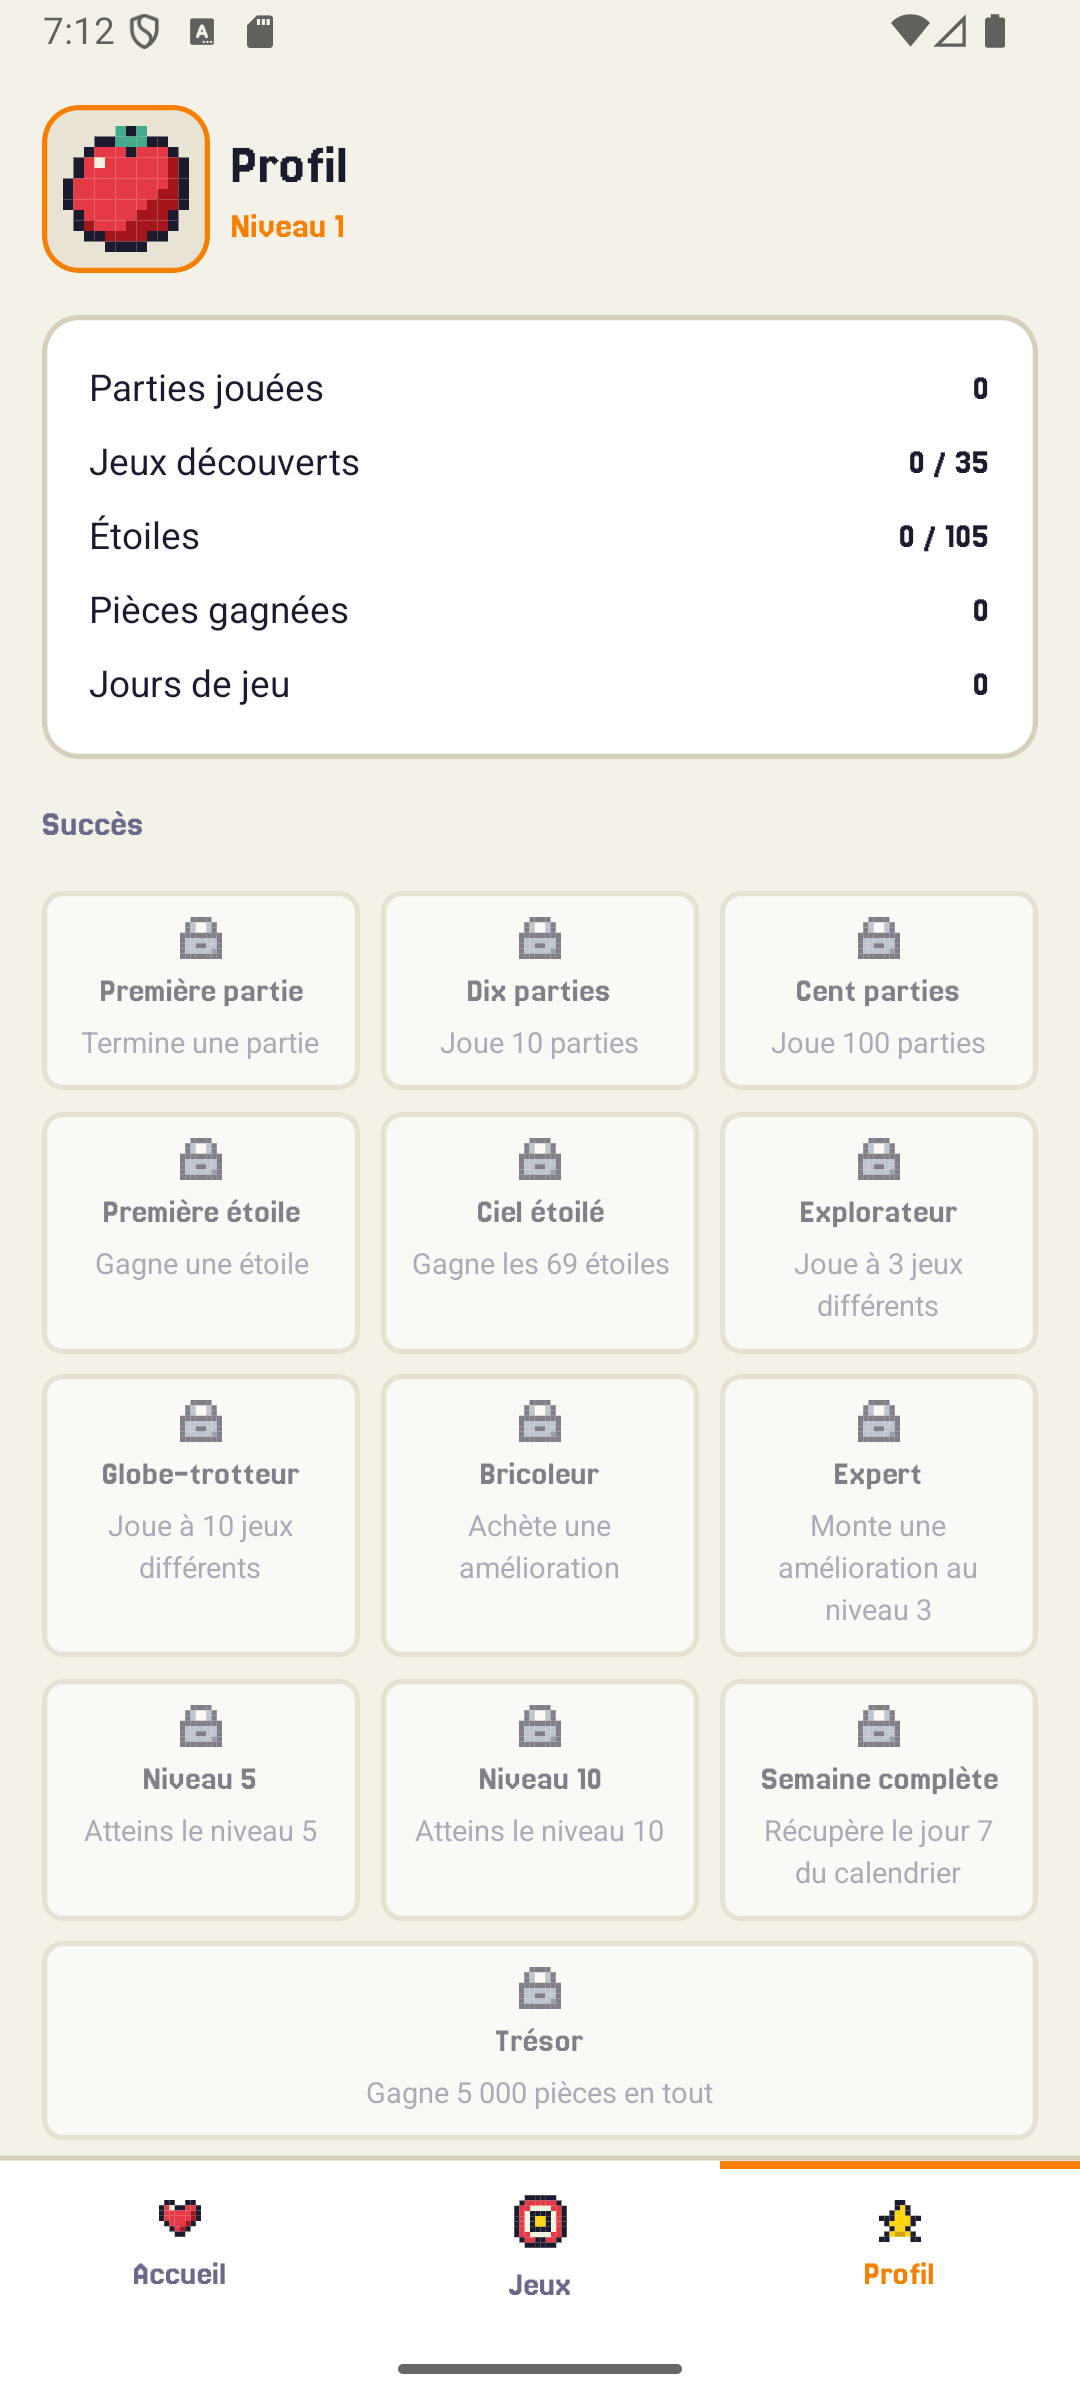 7:12
Profil
Niveau 1
Parties jouées 0
Jeux découverts 0 / 35
Étoiles 0 / 105
Pièces gagnées 0
Jours de jeu 0
Succès
Première partie
Termine une partie
Dix parties
Joue 10 parties
Cent parties
Joue 100 parties
Première étoile
Gagne une étoile
Ciel étoilé
Gagne les 69 étoiles
Explorateur
Joue à 3 jeux
différents
Globe-trotteur
Joue à 10 jeux
différents
Bricoleur
Achète une
amélioration
Expert
Monte une
amélioration au
niveau 3
Niveau 5
Atteins le niveau 5
Niveau 10
Atteins le niveau 10
Semaine complète
Récupère le jour 7
du calendrier
Trésor
Gagne 5 000 pièces en tout
Accueil
Jeux
Profil